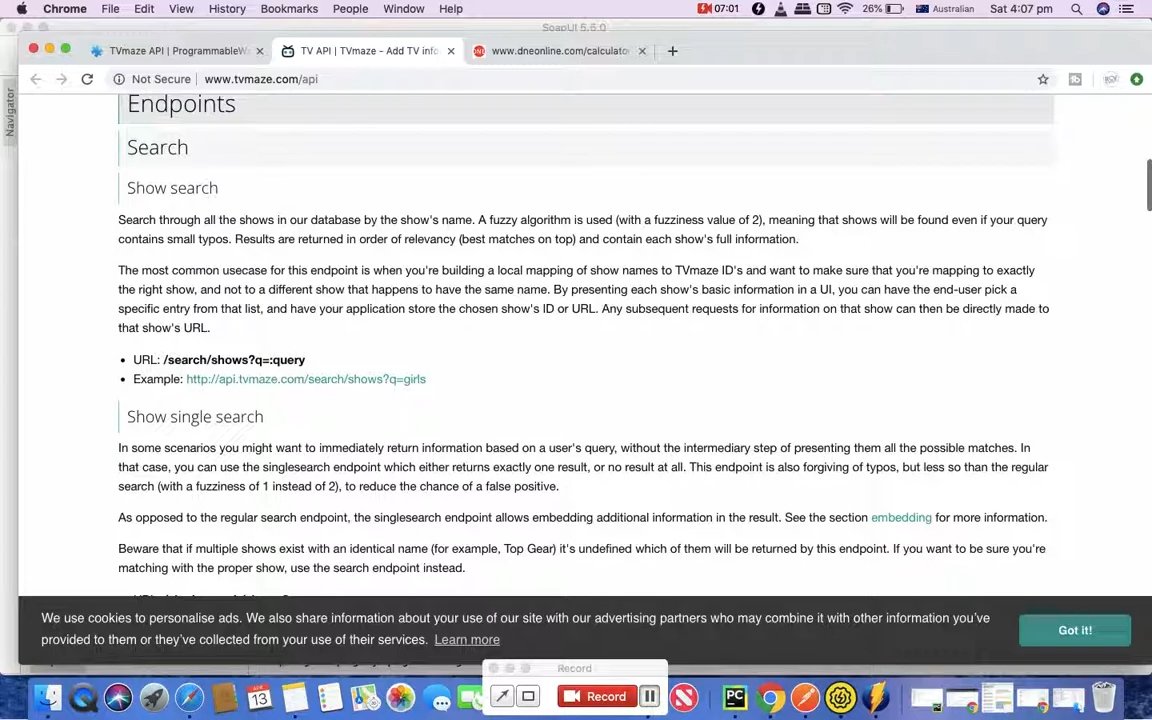 Chrome File Edit View History Bookmarks People Window Help 07:01 26% Australian Sat 4:07 pm
SoapUI 5.6.0
TVmaze API | ProgrammableW TV API | TVmaze - Add TV info www.dneonline.com/calculato
Not Secure www.tvmaze.com/api
Navigator
Endpoints
Search
Show search
Search through all the shows in our database by the show's name. A fuzzy algorithm is used (with a fuzziness value of 2), meaning that shows will be found even if your query
contains small typos. Results are returned in order of relevancy (best matches on top) and contain each show's full information.
The most common usecase for this endpoint is when you're building a local mapping of show names to TVmaze ID's and want to make sure that you're mapping to exactly
the right show, and not to a different show that happens to have the same name. By presenting each show's basic information in a UI, you can have the end-user pick a
specific entry from that list, and have your application store the chosen show's ID or URL. Any subsequent requests for information on that show can then be directly made to
that show's URL.
• URL: /search/shows?q=:query
• Example: http://api.tvmaze.com/search/shows?q=girls
Show single search
In some scenarios you might want to immediately return information based on a user's query, without the intermediary step of presenting them all the possible matches. In
that case, you can use the singlesearch endpoint which either returns exactly one result, or no result at all. This endpoint is also forgiving of typos, but less so than the regular
search (with a fuzziness of 1 instead of 2), to reduce the chance of a false positive.
As opposed to the regular search endpoint, the singlesearch endpoint allows embedding additional information in the result. See the section embedding for more information.
Beware that if multiple shows exist with an identical name (for example, Top Gear) it's undefined which of them will be returned by this endpoint. If you want to be sure you're
matching with the proper show, use the search endpoint instead.
We use cookies to personalise ads. We also share information about your use of our site with our advertising partners who may combine it with other information you've
provided to them or they've collected from your use of their services. Learn more
Got it!
Record
Record
13
PC